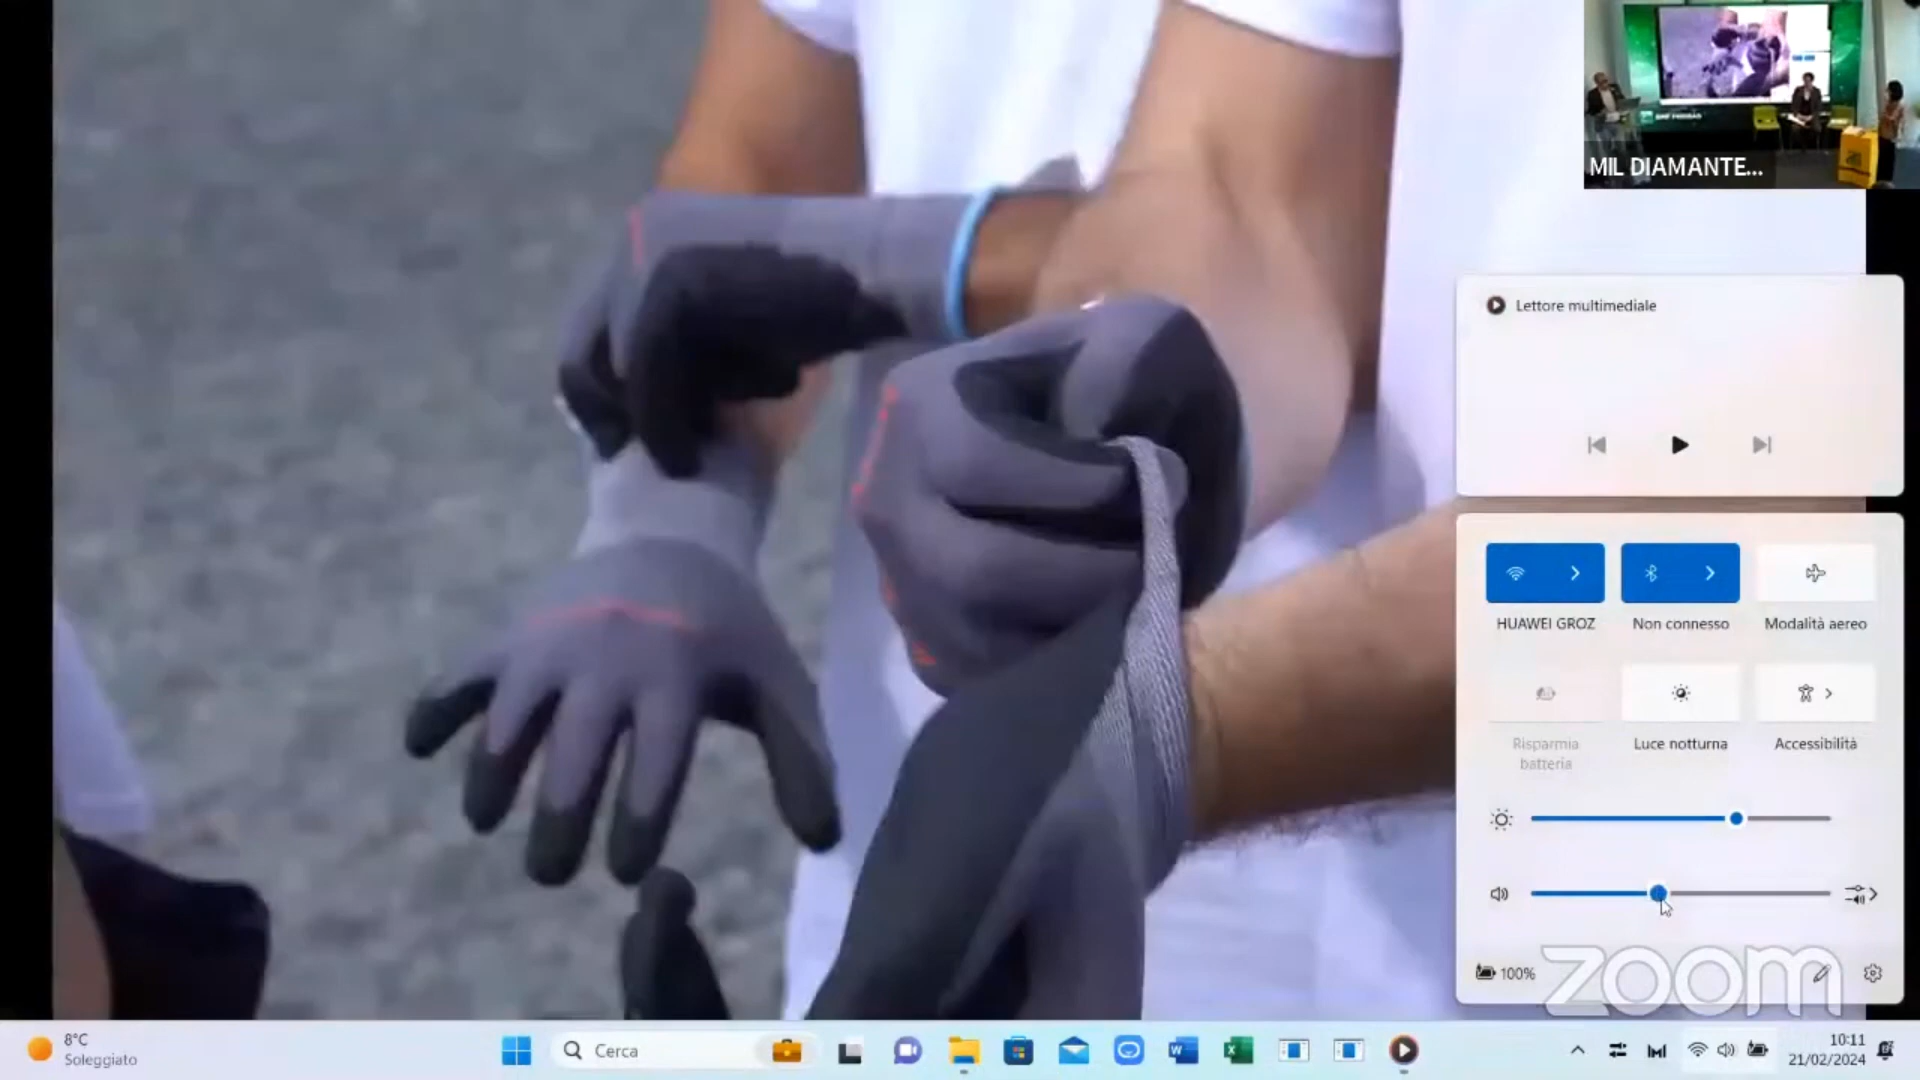 MIL DIAMANTE...
Lettore multimediale
HUAWEI GROZ
Non connesso
Modalità aereo
Risparmia
batteria
Luce notturna
Accessibilità
100%
zoom
8°C
Soleggiato
Cerca
10:11
21/02/2024